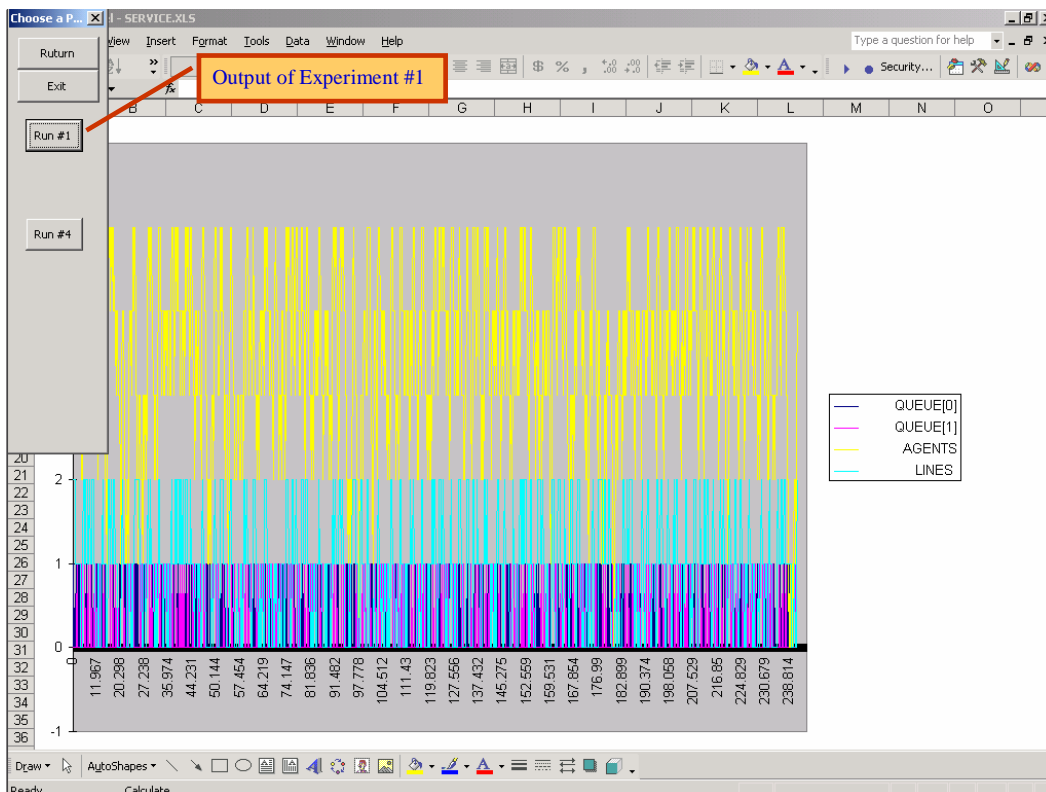 Choose a P...
l - SERVICE.XLS
View Insert Format Tools Data Window Help
Type a question for help
Ruturn
Exit
Run #1
Run #4
Output of Experiment #1
$ % ,
Security...
fx
B C D E F G H I J K L M N O
20
21
22
23
24
25
26
27
28
29
30
31
32
33
34
35
36
2
1
0
-1
0 11.967 20.298 27.238 35.974 44.231 50.144 57.454 64.219 74.147 81.836 91.482 97.778 104.512 111.43 119.823 127.556 137.432 145.275 152.559 159.531 167.854 176.99 182.899 190.374 198.058 207.529 216.85 224.829 230.679 238.814
QUEUE[0]
QUEUE[1]
AGENTS
LINES
Draw AutoShapes
Ready Calculate